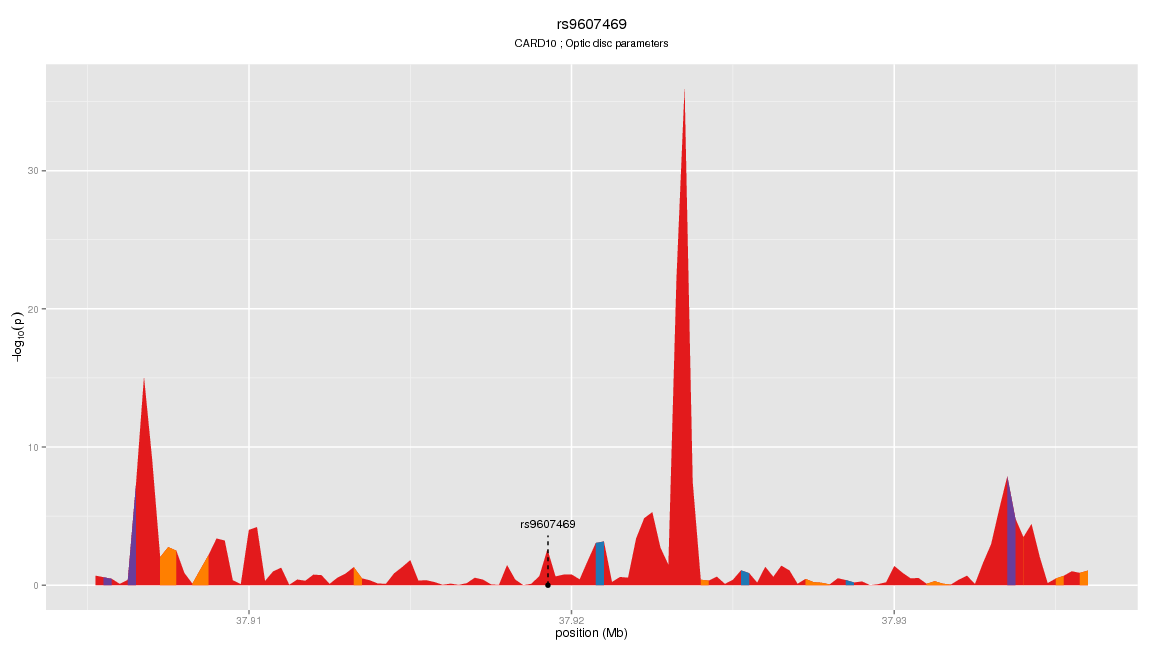 rs9607469
CARD10 ; Optic disc parameters
30
20
10
0
−log₁₀(p)
rs9607469
37.91
37.92
37.93
position (Mb)